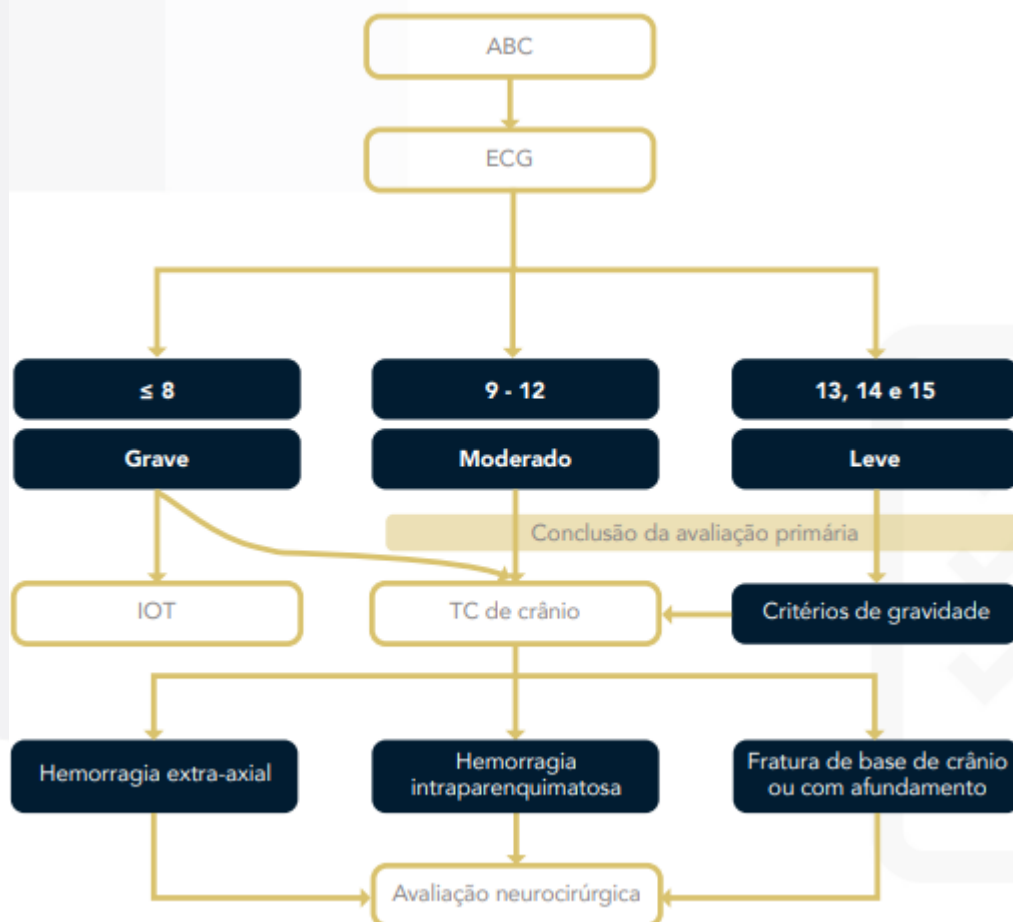 ABC
ECG
≤ 8
9 - 12
13, 14 e 15
Grave
Moderado
Leve
Conclusão da avaliação primária
IOT
TC de crânio
Critérios de gravidade
Hemorragia extra-axial
Hemorragia
intraparenquimatosa
Fratura de base de crânio
ou com afundamento
Avaliação neurocirúrgica